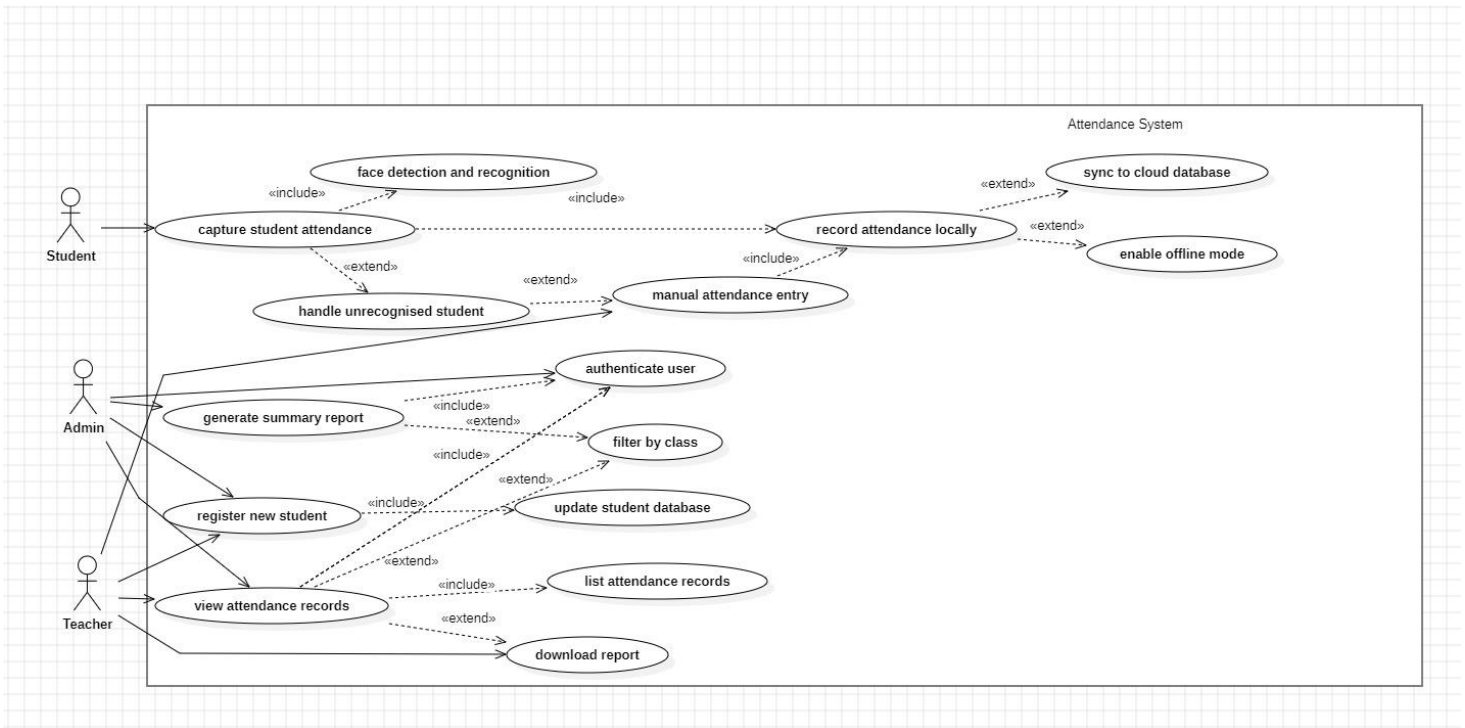 Attendance System
face detection and recognition
sync to cloud database
«include»
«include»
«extend»
Student
capture student attendance
record attendance locally
«extend»
enable offline mode
«extend»
«include»
«extend»
manual attendance entry
handle unrecognised student
authenticate user
Admin
generate summary report
«include»
«extend»
filter by class
«include»
«extend»
register new student
«include»
update student database
«extend»
list attendance records
«include»
Teacher
view attendance records
«extend»
download report